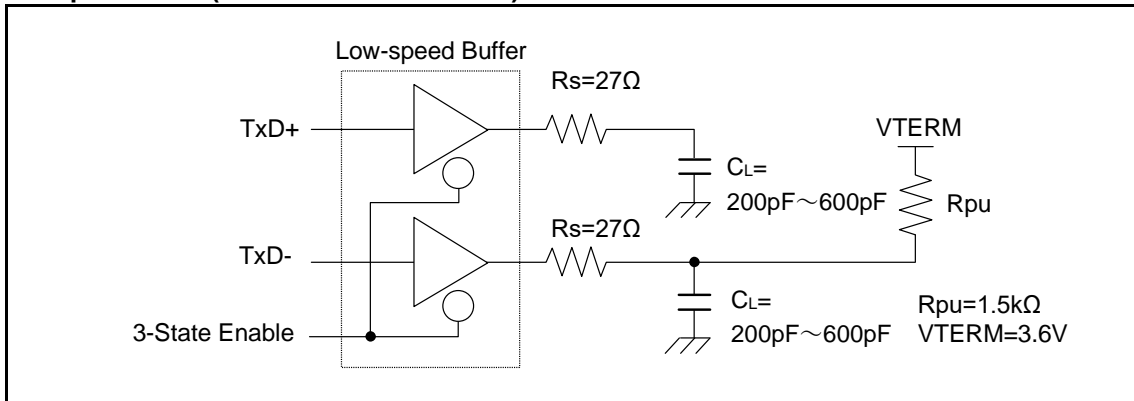 Low-speed Buffer
Rs=27Ω
TxD+
VTERM
CL=
200pF～600pF
Rpu
Rs=27Ω
TxD-
CL=
200pF～600pF
Rpu=1.5kΩ
VTERM=3.6V
3-State Enable